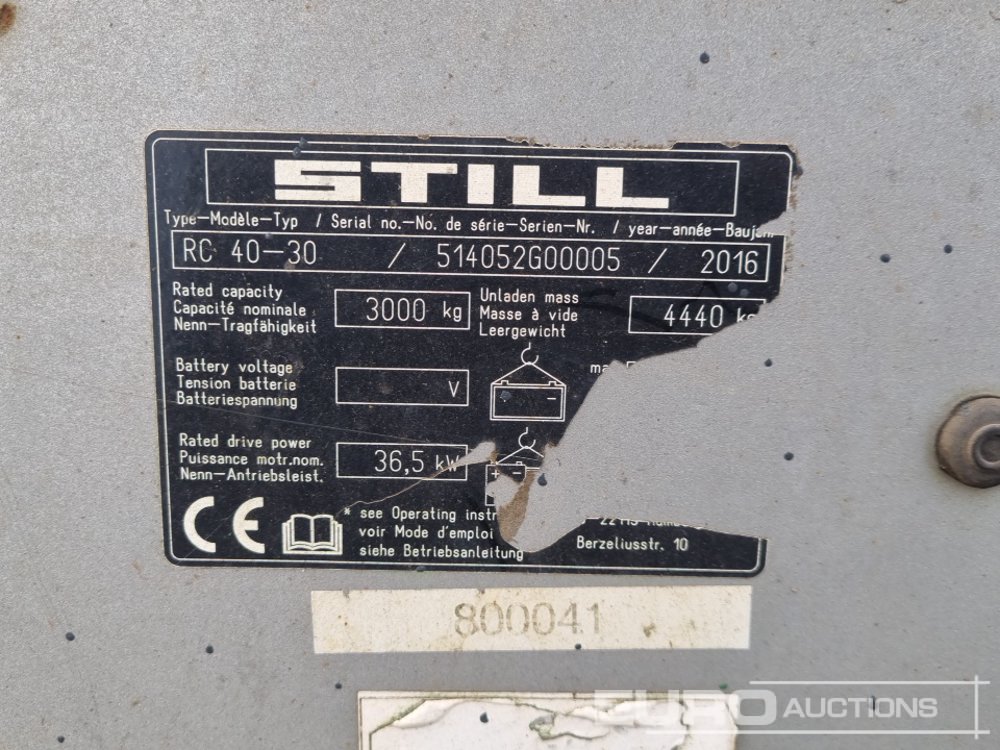 STILL
Type—Modèle—Typ / Serial no.—No. de série—Serien—Nr. / year—année—Bauj
RC 40—30 / 514052G00005 / 2016
Rated capacity
Capacité nominale
Nenn—Tragfähigkeit
3000 kg
Unladen mass
Masse à vide
Leergewicht
4440 kg
Battery voltage
Tension batterie
Batteriespannung
V
Rated drive power
Puissance motr.nom.
Nenn—Antriebsleist.
36,5 kW
CE
* see Operating instr
voir Mode d'emploi
siehe Betriebsanleitung
Berzeliusstr. 10
800041
EURO AUCTIONS